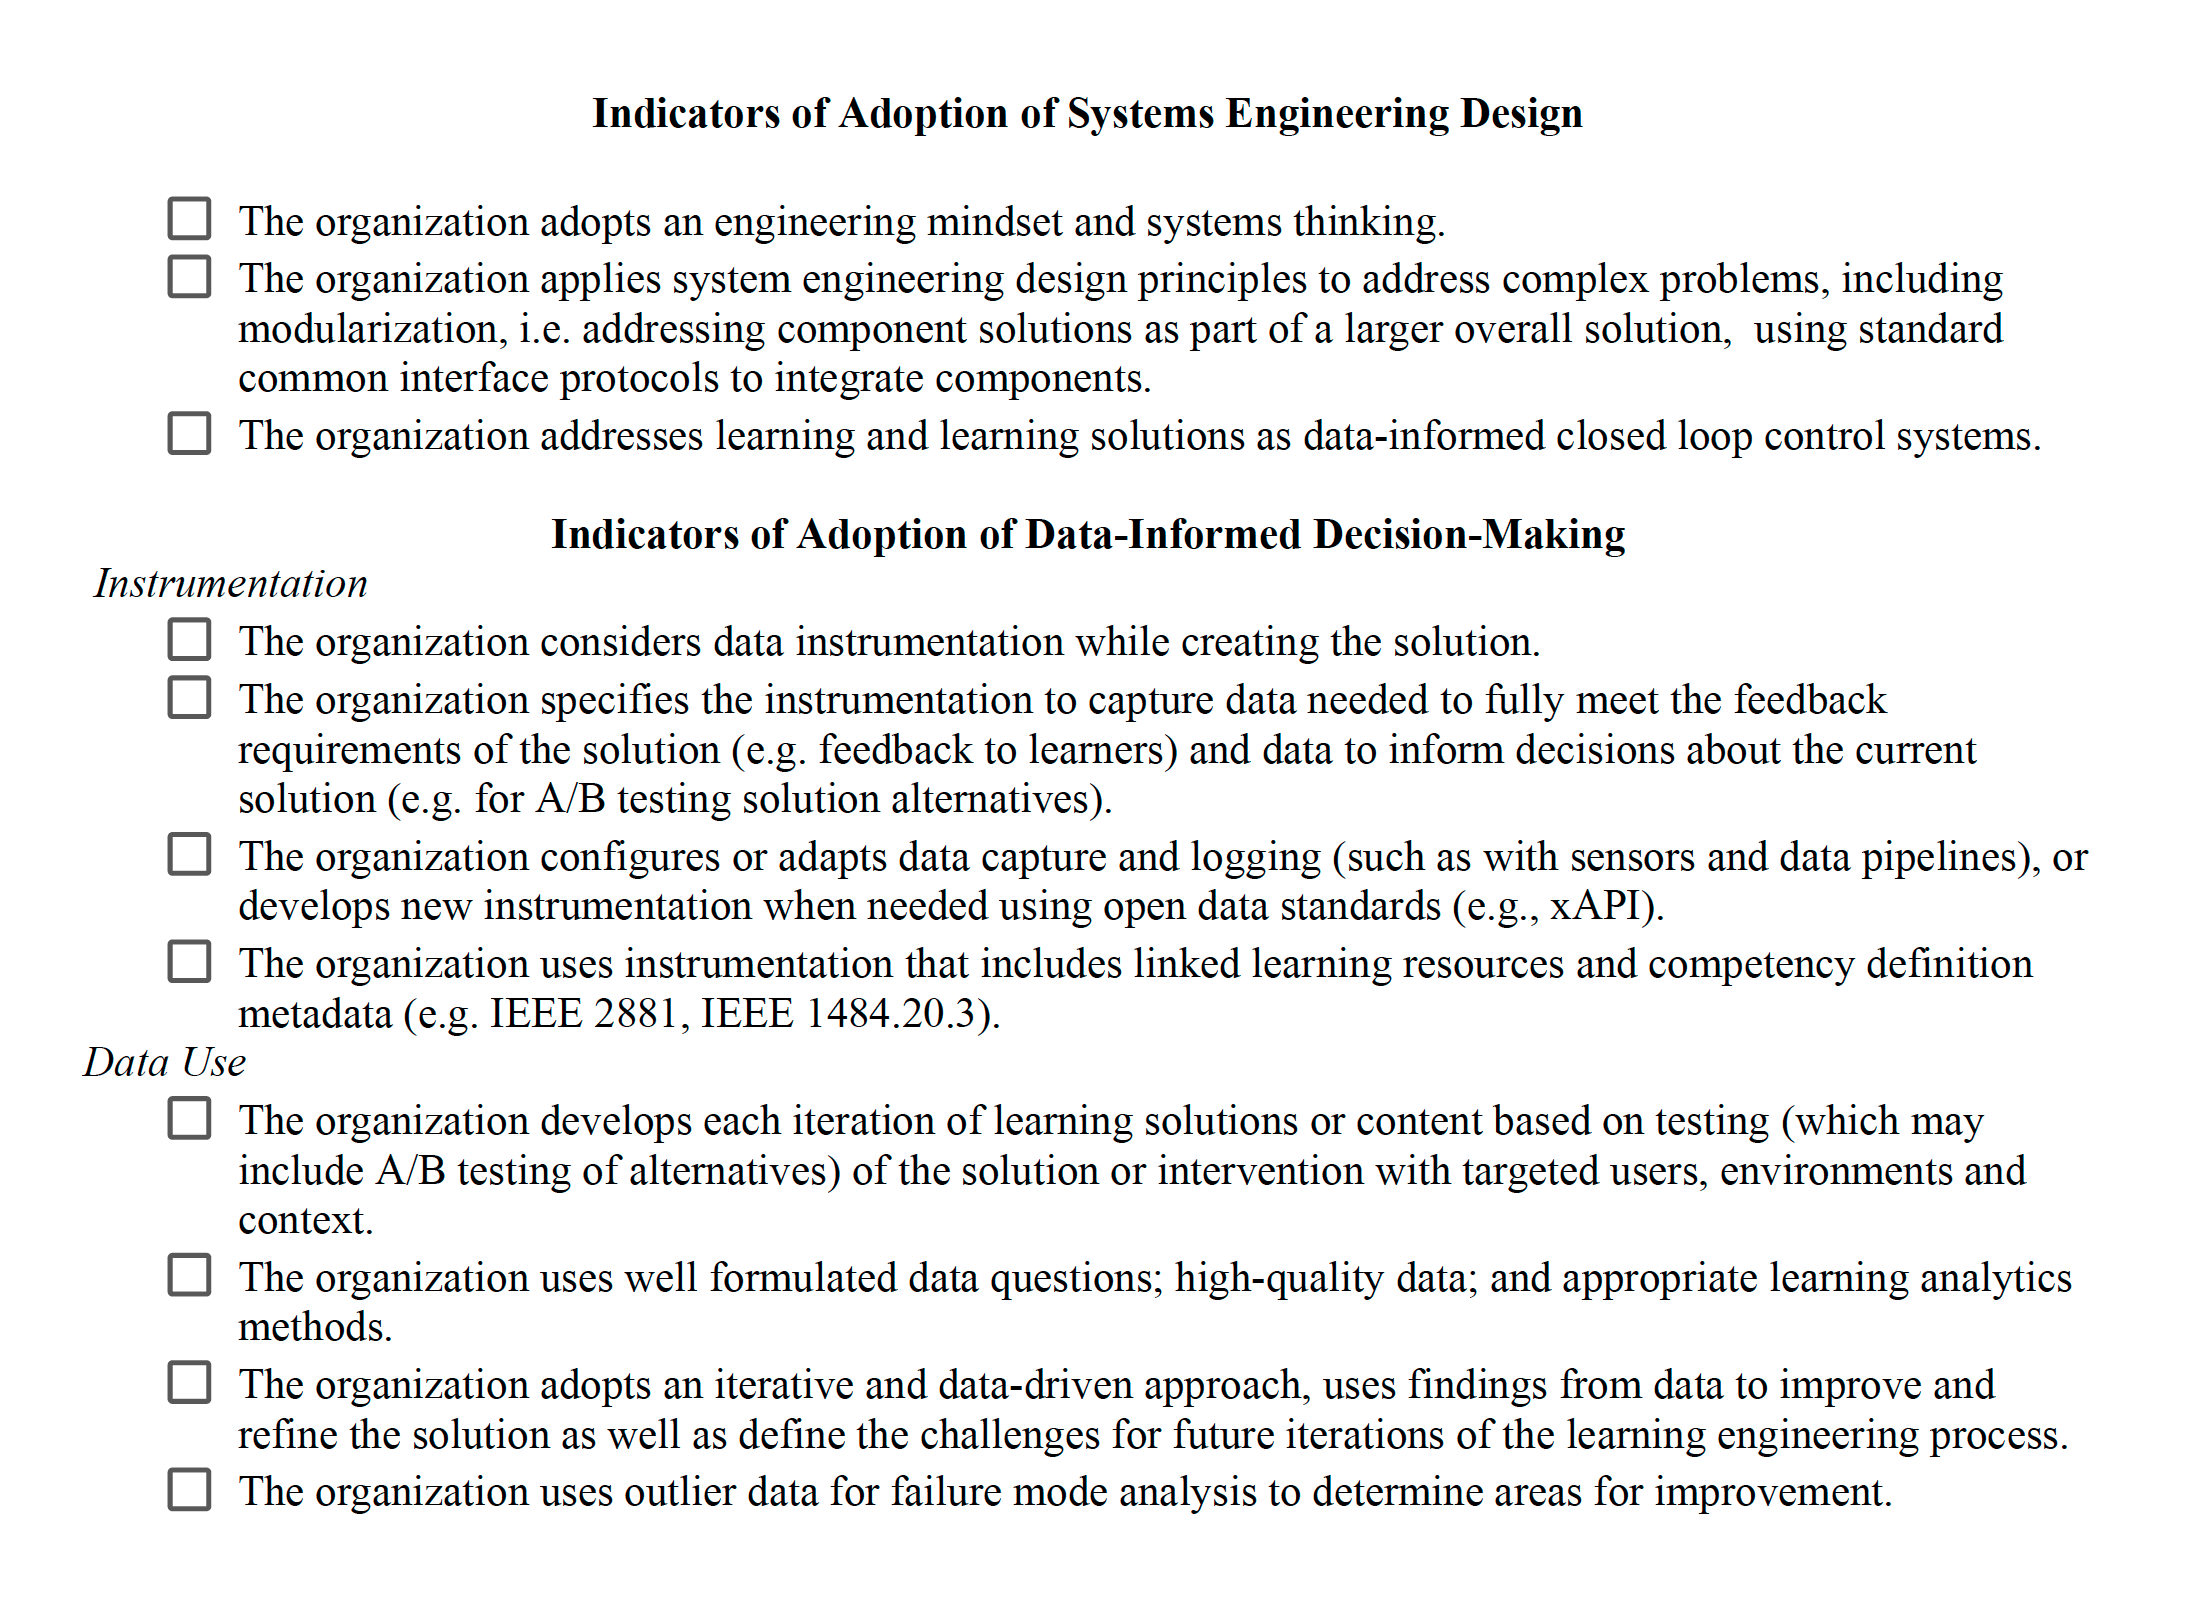 Indicators of Adoption of Systems Engineering Design
The organization adopts an engineering mindset and systems thinking.
The organization applies system engineering design principles to address complex problems, including
modularization, i.e. addressing component solutions as part of a larger overall solution,  using standard
common interface protocols to integrate components.
The organization addresses learning and learning solutions as data-informed closed loop control systems.
Indicators of Adoption of Data-Informed Decision-Making
Instrumentation
The organization considers data instrumentation while creating the solution.
The organization specifies the instrumentation to capture data needed to fully meet the feedback
requirements of the solution (e.g. feedback to learners) and data to inform decisions about the current
solution (e.g. for A/B testing solution alternatives).
The organization configures or adapts data capture and logging (such as with sensors and data pipelines), or
develops new instrumentation when needed using open data standards (e.g., xAPI).
The organization uses instrumentation that includes linked learning resources and competency definition
metadata (e.g. IEEE 2881, IEEE 1484.20.3).
Data Use
The organization develops each iteration of learning solutions or content based on testing (which may
include A/B testing of alternatives) of the solution or intervention with targeted users, environments and
context.
The organization uses well formulated data questions; high-quality data; and appropriate learning analytics
methods.
The organization adopts an iterative and data-driven approach, uses findings from data to improve and
refine the solution as well as define the challenges for future iterations of the learning engineering process.
The organization uses outlier data for failure mode analysis to determine areas for improvement.